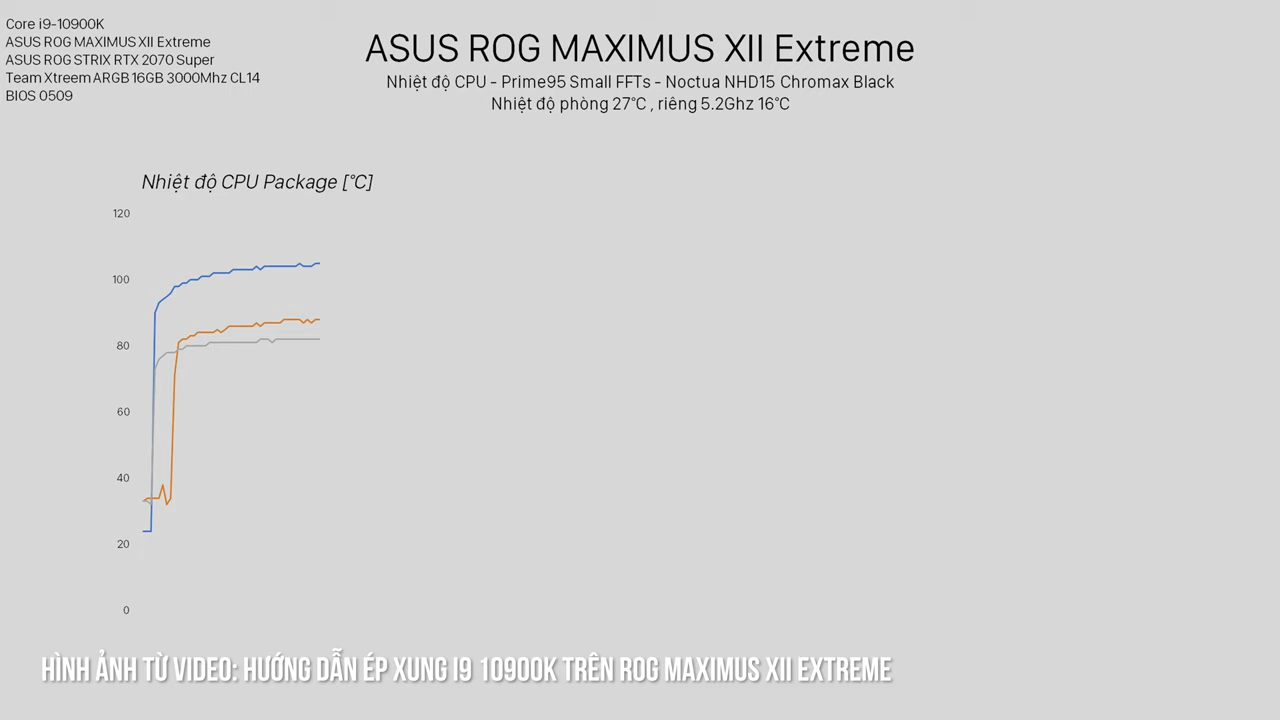 Core i9-10900K
ASUS ROG MAXIMUS XII Extreme
ASUS ROG STRIX RTX 2070 Super
Team Xtreem ARGB 16GB 3000Mhz CL14
BIOS 0509
ASUS ROG MAXIMUS XII Extreme
Nhiệt độ CPU - Prime95 Small FFTs - Noctua NHD15 Chromax Black
Nhiệt độ phòng 27°C , riêng 5.2Ghz 16°C
Nhiệt độ CPU Package [°C]
120
100
80
60
40
20
0
HÌNH ẢNH TỪ VIDEO: HƯỚNG DẪN ÉP XUNG I9 10900K TRÊN ROG MAXIMUS XII EXTREME